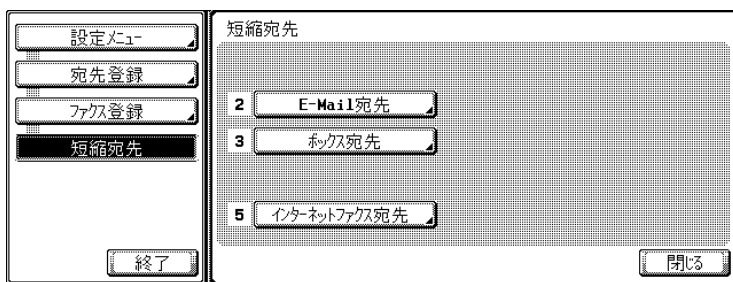 設定ﾒﾆｭｰ
宛先登録
ﾌｧｸｽ登録
短縮宛先
終了
短縮宛先
2 E-Mail宛先
3 ﾎﾞｯｸｽ宛先
5 ｲﾝﾀｰﾈｯﾄﾌｧｸｽ宛先
閉じる